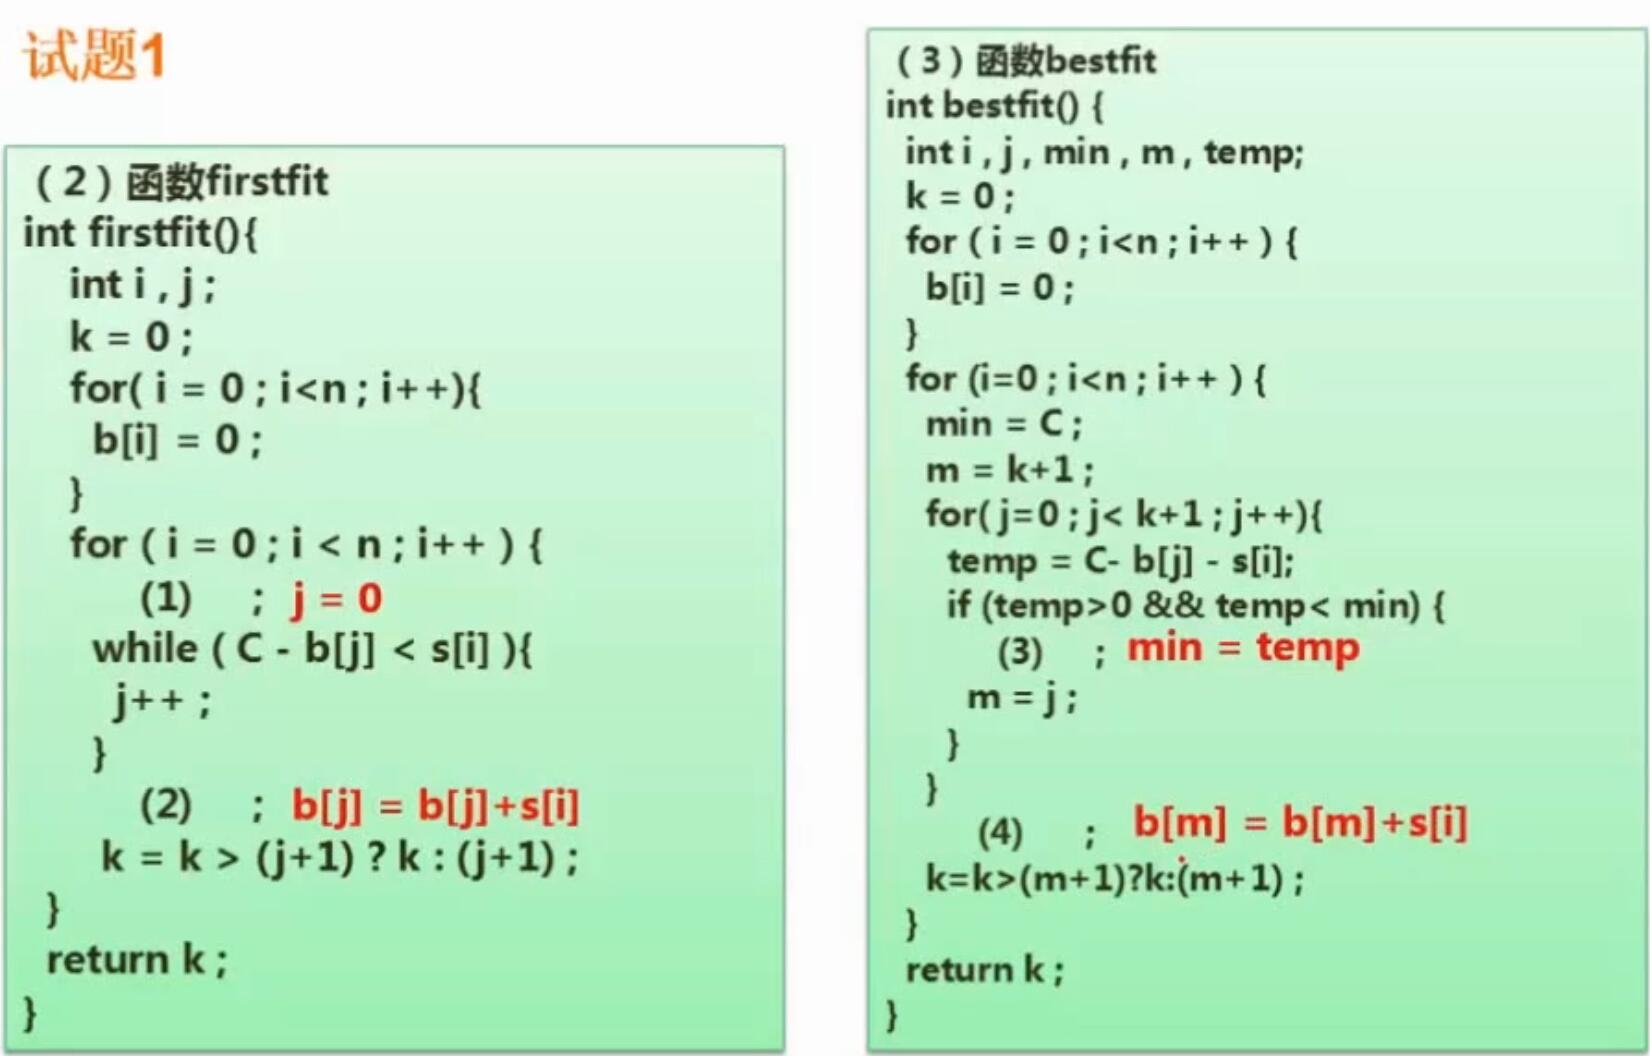 试题1
（2）函数firstfit
int firstfit(){
int i , j ;
k = 0 ;
for( i = 0 ; i<n ; i++){
b[i] = 0 ;
}
for ( i = 0 ; i < n ; i++ ) {
(1) ; j = 0
while ( C - b[j] < s[i] ){
j++ ;
}
(2) ; b[j] = b[j]+s[i]
k = k > (j+1) ? k : (j+1) ;
}
return k ;
}
（3）函数bestfit
int bestfit() {
int i , j , min , m , temp;
k = 0 ;
for ( i = 0 ; i<n ; i++ ) {
b[i] = 0 ;
}
for (i=0 ; i<n ; i++ ) {
min = C ;
m = k+1 ;
for( j=0 ; j< k+1 ; j++){
temp = C- b[j] - s[i];
if (temp>0 && temp< min) {
(3) ; min = temp
m = j ;
}
}
(4) ; b[m] = b[m]+s[i]
k=k>(m+1)?k:(m+1) ;
}
return k ;
}